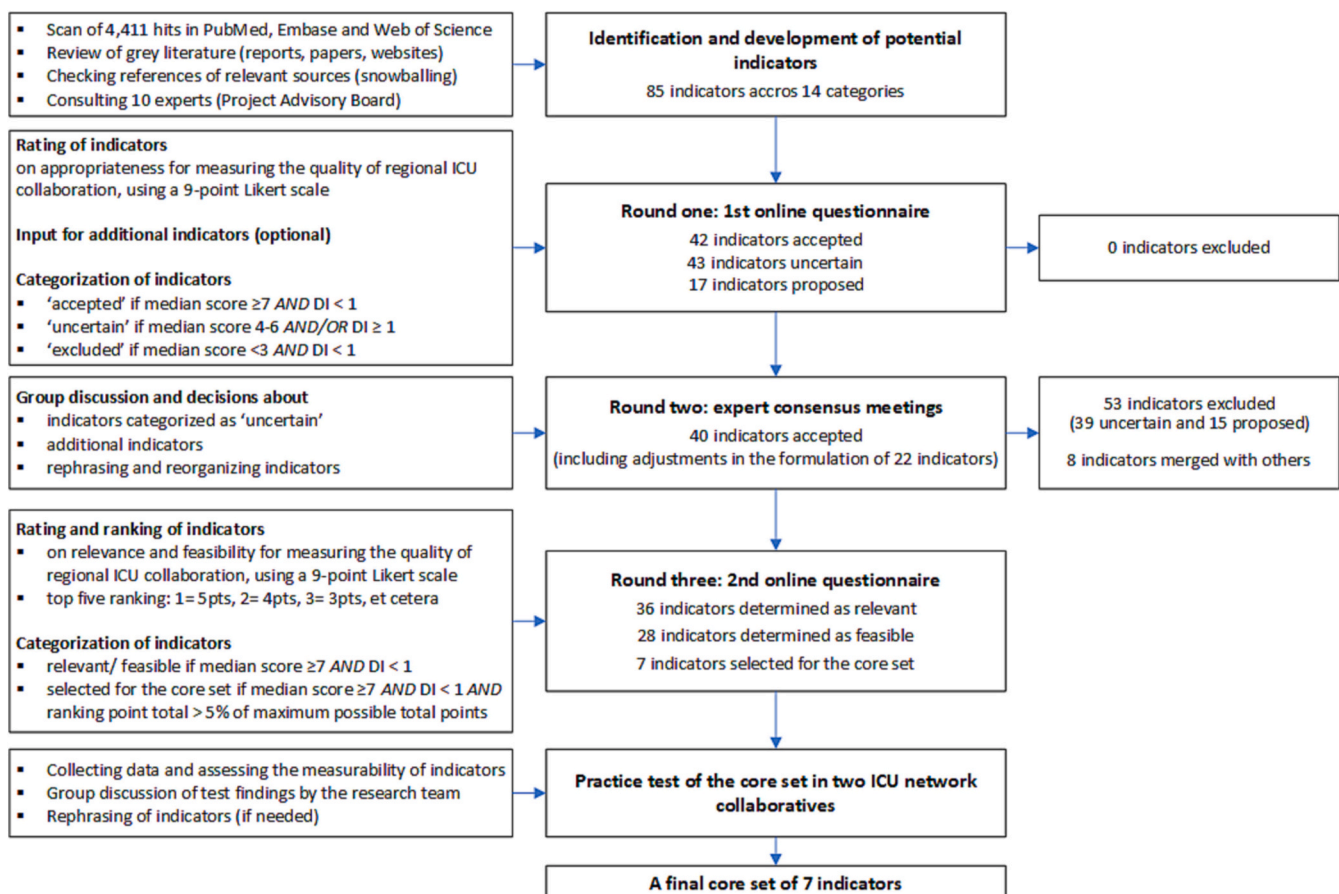 ▪ Scan of 4,411 hits in PubMed, Embase and Web of Science
▪ Review of grey literature (reports, papers, websites)
▪ Checking references of relevant sources (snowballing)
▪ Consulting 10 experts (Project Advisory Board)
Identification and development of potential
indicators
85 indicators accros 14 categories
Rating of indicators
on appropriateness for measuring the quality of regional ICU
collaboration, using a 9-point Likert scale
Input for additional indicators (optional)
Categorization of indicators
▪ ‘accepted’ if median score ≥7 AND DI < 1
▪ ‘uncertain’ if median score 4-6 AND/OR DI ≥ 1
▪ ‘excluded’ if median score <3 AND DI < 1
Round one: 1st online questionnaire
42 indicators accepted
43 indicators uncertain
17 indicators proposed
0 indicators excluded
Group discussion and decisions about
▪ indicators categorized as ‘uncertain’
▪ additional indicators
▪ rephrasing and reorganizing indicators
Round two: expert consensus meetings
40 indicators accepted
(including adjustments in the formulation of 22 indicators)
53 indicators excluded
(39 uncertain and 15 proposed)
8 indicators merged with others
Rating and ranking of indicators
▪ on relevance and feasibility for measuring the quality of
regional ICU collaboration, using a 9-point Likert scale
▪ top five ranking: 1= 5pts, 2= 4pts, 3= 3pts, et cetera
Categorization of indicators
▪ relevant/ feasible if median score ≥7 AND DI < 1
▪ selected for the core set if median score ≥7 AND DI < 1 AND
ranking point total > 5% of maximum possible total points
Round three: 2nd online questionnaire
36 indicators determined as relevant
28 indicators determined as feasible
7 indicators selected for the core set
▪ Collecting data and assessing the measurability of indicators
▪ Group discussion of test findings by the research team
▪ Rephrasing of indicators (if needed)
Practice test of the core set in two ICU network
collaboratives
A final core set of 7 indicators